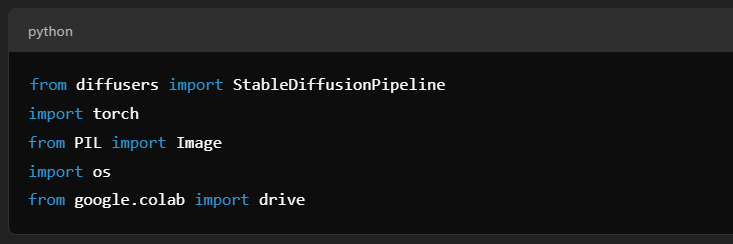 python
from diffusers import StableDiffusionPipeline
import torch
from PIL import Image
import os
from google.colab import drive